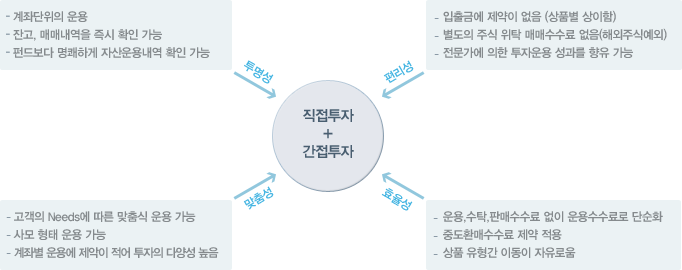 - 계좌단위의 운용
- 잔고, 매매내역을 즉시 확인 가능
- 펀드보다 명쾌하게 자산운용내역 확인 가능
- 입출금에 제약이 없음 (상품별 상이함)
- 별도의 주식 위탁 매매수수료 없음(해외주식예외)
- 전문가에 의한 투자운용 성과를 향유 가능
투명성
편리성
직접투자
+
간접투자
맞춤성
효율성
- 고객의 Needs에 따른 맞춤식 운용 가능
- 사모 형태 운용 가능
- 계좌별 운용에 제약이 적어 투자의 다양성 높음
- 운용,수탁,판매수수료 없이 운용수수료로 단순화
- 중도환매수수료 제약 적용
- 상품 유형간 이동이 자유로움